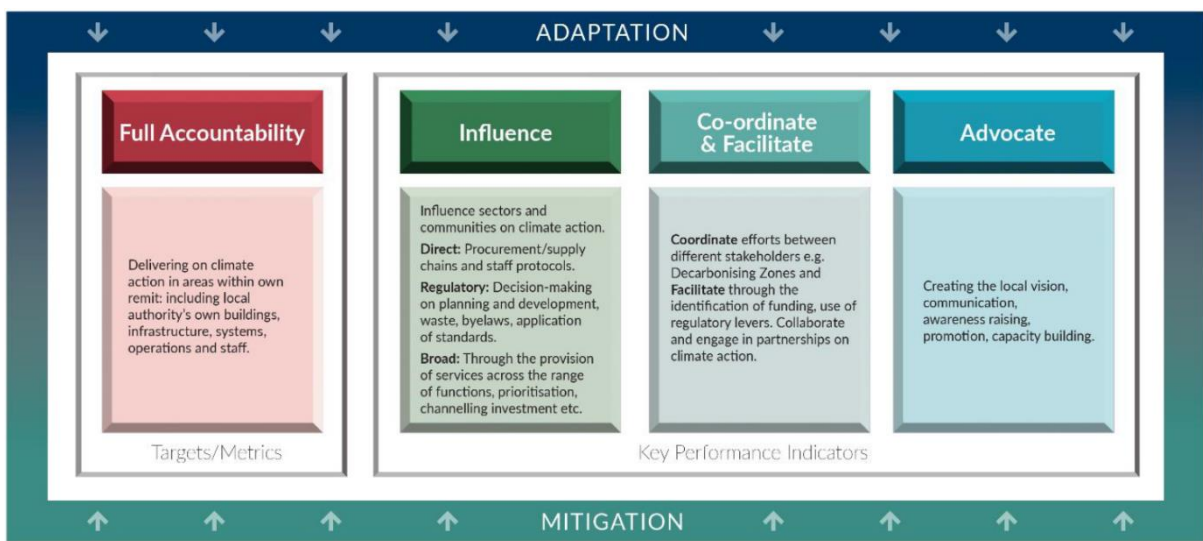 ADAPTATION
Full Accountability
Delivering on climate
action in areas within own
remit: including local
authority's own buildings,
infrastructure, systems,
operations and staff.
Targets/Metrics
Influence
Influence sectors and
communities on climate action.
Direct: Procurement/supply
chains and staff protocols.
Regulatory: Decision-making
on planning and development,
waste, byelaws, application
of standards.
Broad: Through the provision
of services across the range
of functions, prioritisation,
channelling investment etc.
Co-ordinate
& Facilitate
Coordinate efforts between
different stakeholders e.g.
Decarbonising Zones and
Facilitate through the
identification of funding, use of
regulatory levers. Collaborate
and engage in partnerships on
climate action.
Advocate
Creating the local vision,
communication,
awareness raising,
promotion, capacity building.
Key Performance Indicators
MITIGATION